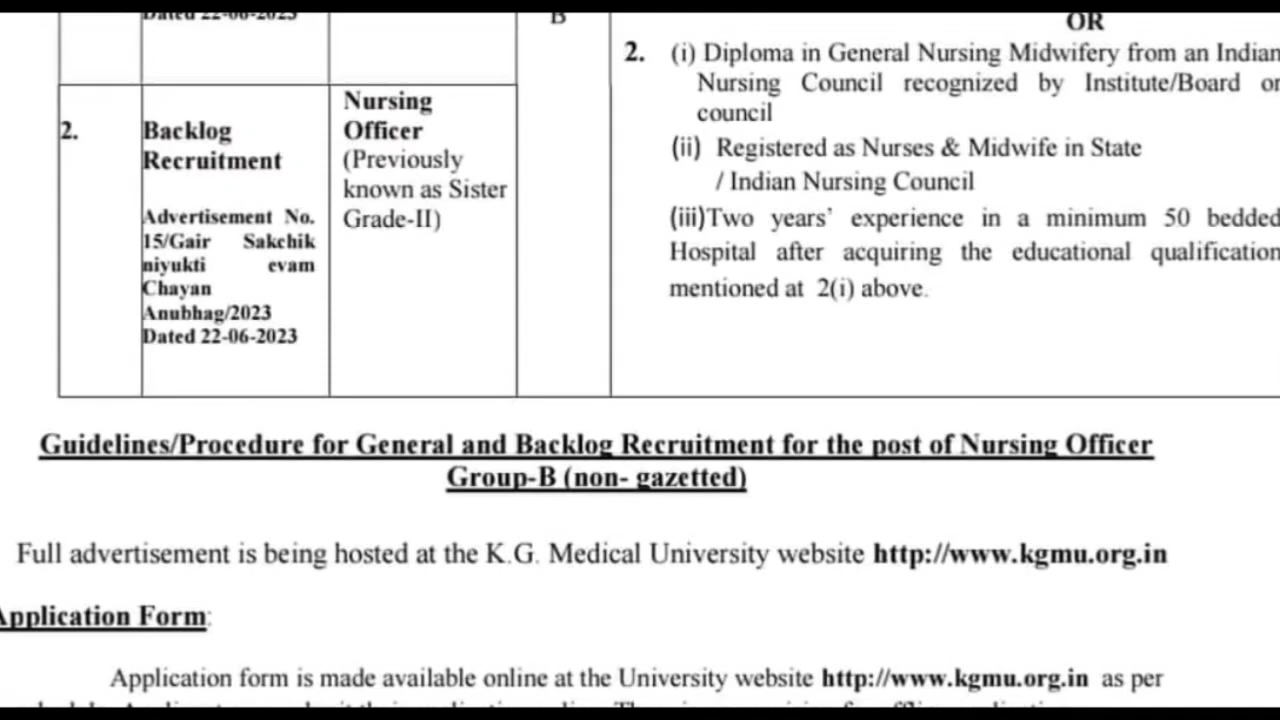 Dated 22-06-2023
B
OR
2. (i) Diploma in General Nursing Midwifery from an Indian
Nursing Council recognized by Institute/Board or
council
(ii) Registered as Nurses & Midwife in State
/ Indian Nursing Council
(iii)Two years' experience in a minimum 50 bedded
Hospital after acquiring the educational qualification
mentioned at 2(i) above.
2.
Backlog
Recruitment
Advertisement No.
15/Gair Sakchik
niyukti evam
Chayan
Anubhag/2023
Dated 22-06-2023
Nursing
Officer
(Previously
known as Sister
Grade-II)
Guidelines/Procedure for General and Backlog Recruitment for the post of Nursing Officer
Group-B (non- gazetted)
Full advertisement is being hosted at the K.G. Medical University website http://www.kgmu.org.in
Application Form:
Application form is made available online at the University website http://www.kgmu.org.in as per